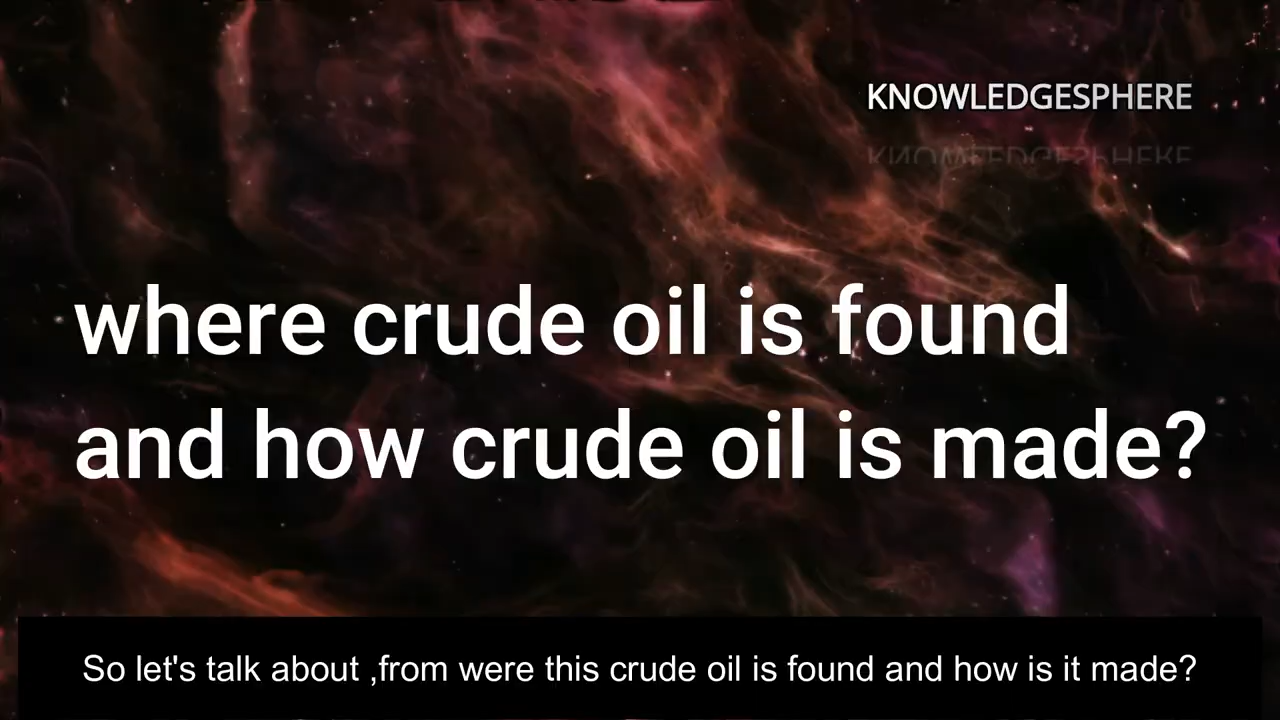 KNOWLEDGESPHERE
where crude oil is found
and how crude oil is made?
So let's talk about ,from were this crude oil is found and how is it made?